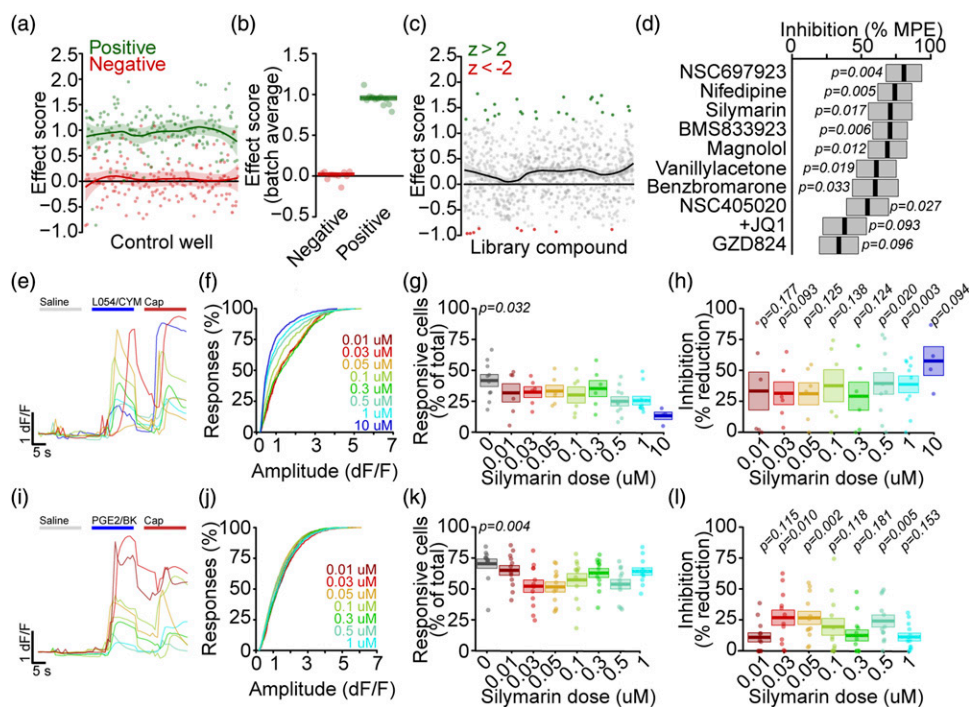 (a)
Positive
Negative
Effect score
2.5
2.0
1.5
1.0
0.5
0.0
−0.5
−1.0
Control well
(b)
Effect score
(batch average)
1.5
1.0
0.5
0.0
−0.5
Negative
Positive
(c)
z > 2
z < -2
Effect score
2.5
2.0
1.5
1.0
0.5
0.0
−0.5
−1.0
Library compound
(d)
Inhibition (% MPE)
0 50 100
NSC697923 p=0.004
Nifedipine p=0.005
Silymarin p=0.017
BMS833923 p=0.006
Magnolol p=0.012
Vanillylacetone p=0.019
Benzbromarone p=0.033
NSC405020 p=0.027
+JQ1 p=0.093
GZD824 p=0.096
(e)
Saline L054/CYM Cap
1 dF/F
5 s
(f)
Responses (%)
100
75
50
25
0
0.01 uM
0.03 uM
0.05 uM
0.1 uM
0.3 uM
0.5 uM
1 uM
10 uM
0 1 3 5 7
Amplitude (dF/F)
(g)
p=0.032
Responsive cells
(% of total)
100
75
50
25
0
0 0.01 0.03 0.05 0.1 0.3 0.5 1 10
Silymarin dose (uM)
(h)
p=0.177 p=0.093 p=0.125 p=0.138 p=0.124 p=0.020 p=0.003 p=0.094
Inhibition
(% reduction)
100
75
50
25
0
0.01 0.03 0.05 0.1 0.3 0.5 1 10
Silymarin dose (uM)
(i)
Saline PGE2/BK Cap
1 dF/F
5 s
(j)
Responses (%)
100
75
50
25
0
0.01 uM
0.03 uM
0.05 uM
0.1 uM
0.3 uM
0.5 uM
1 uM
0 1 3 5 7
Amplitude (dF/F)
(k)
p=0.004
Responsive cells
(% of total)
100
75
50
25
0
0 0.01 0.03 0.05 0.1 0.3 0.5 1
Silymarin dose (uM)
(l)
p=0.115 p=0.010 p=0.002 p=0.118 p=0.181 p=0.005 p=0.153
Inhibition
(% reduction)
100
75
50
25
0
0.01 0.03 0.05 0.1 0.3 0.5 1
Silymarin dose (uM)